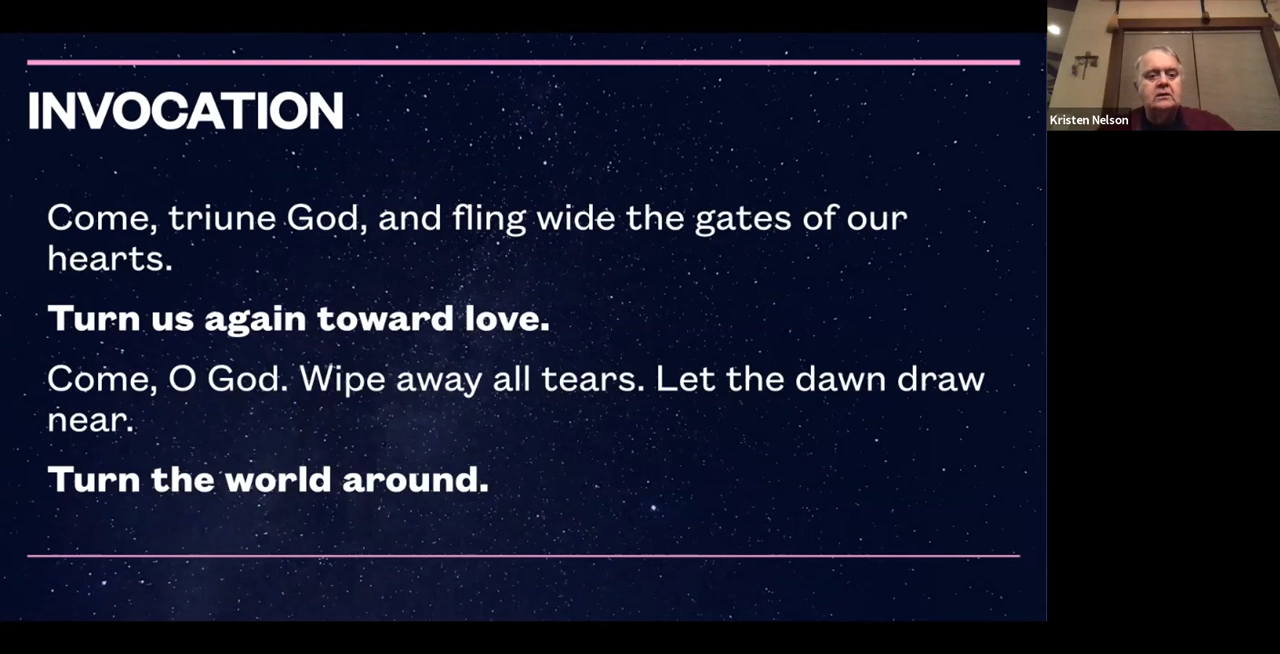 INVOCATION
Come, triune God, and fling wide the gates of our
hearts.
Turn us again toward love.
Come, O God. Wipe away all tears. Let the dawn draw
near.
Turn the world around.
Kristen Nelson